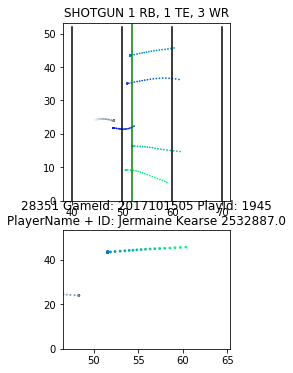 SHOTGUN 1 RB, 1 TE, 3 WR
50
40
30
20
10
0
40 50 60 70
28351 GameId: 2017101505 PlayId: 1945
PlayerName + ID: Jermaine Kearse 2532887.0
40
20
0
50 55 60 65